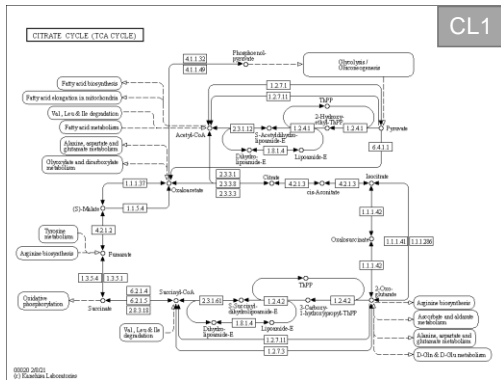 CL1
CITRATE CYCLE (TCA CYCLE)
Phosphoenol-
pyruvate
4.1.1.32
4.1.1.49
Glycolysis /
Gluconeogenesis
Fatty acid biosynthesis
Fatty acid elongation in mitochondria
Val, Leu & Ile degradation
Fatty acid metabolism
Alanine, aspartate and
glutamate metabolism
Glyoxylate and dicarboxylate metabolism
1.2.7.1
1.2.7.11
ThPP
2-Hydroxy-
ethyl-ThPP
Acetyl-CoA
2.3.1.12
S-Acetyldihydro
lipoamide-E
1.2.4.1
1.2.4.1
Pyruvate
1.8.1.4
Dihydro-
lipoamide-E
Lipoamide-E
6.4.1.1
1.1.1.37
Oxaloacetate
2.3.3.1
2.3.3.8
2.3.3.3
Citrate
4.2.1.3
cis-Aconitate
4.2.1.3
Isocitrate
(S)-Malate
1.1.5.4
1.1.1.42
Tyrosine
metabolism
4.2.1.2
Oxalosuccinate
1.1.1.41
1.1.1.286
Arginine biosynthesis
Fumarate
1.1.1.42
1.3.5.4
1.3.5.1
ThPP
Oxidative
phosphorylation
Succinate
6.2.1.4
6.2.1.5
2.8.3.18
Succinyl-CoA
2.3.1.61
S-Succinyl-
dihydrolipoamide-E
1.2.4.2
3-Carboxy-
1-hydroxypropyl-ThPP
1.2.4.2
2-Oxo-
glutarate
Val, Leu & Ile
degradation
Dihydro-
lipoamide-E
1.8.1.4
Lipoamide-E
1.2.7.11
1.2.7.3
Arginine biosynthesis
Ascorbate and aldarate
metabolism
Alanine, aspartate and
glutamate metabolism
D-Gln & D-Glu metabolism
(c) Kanehisa Laboratories